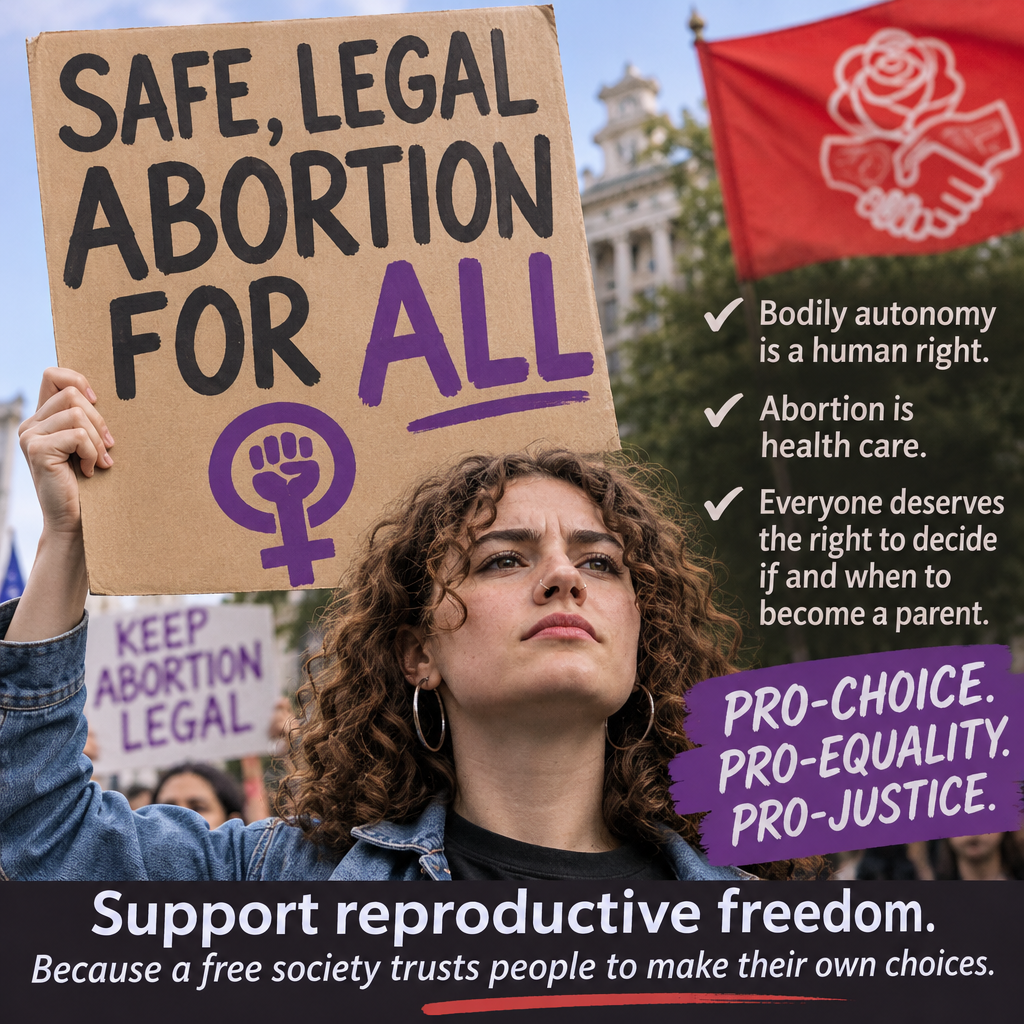 SAFE, LEGAL
ABORTION
FOR ALL
KEEP
ABORTION
LEGAL
Bodily autonomy
is a human right.
Abortion is
health care.
Everyone deserves
the right to decide
if and when to
become a parent.
PRO-CHOICE.
PRO-EQUALITY.
PRO-JUSTICE.
Support reproductive freedom.
Because a free society trusts people to make their own choices.